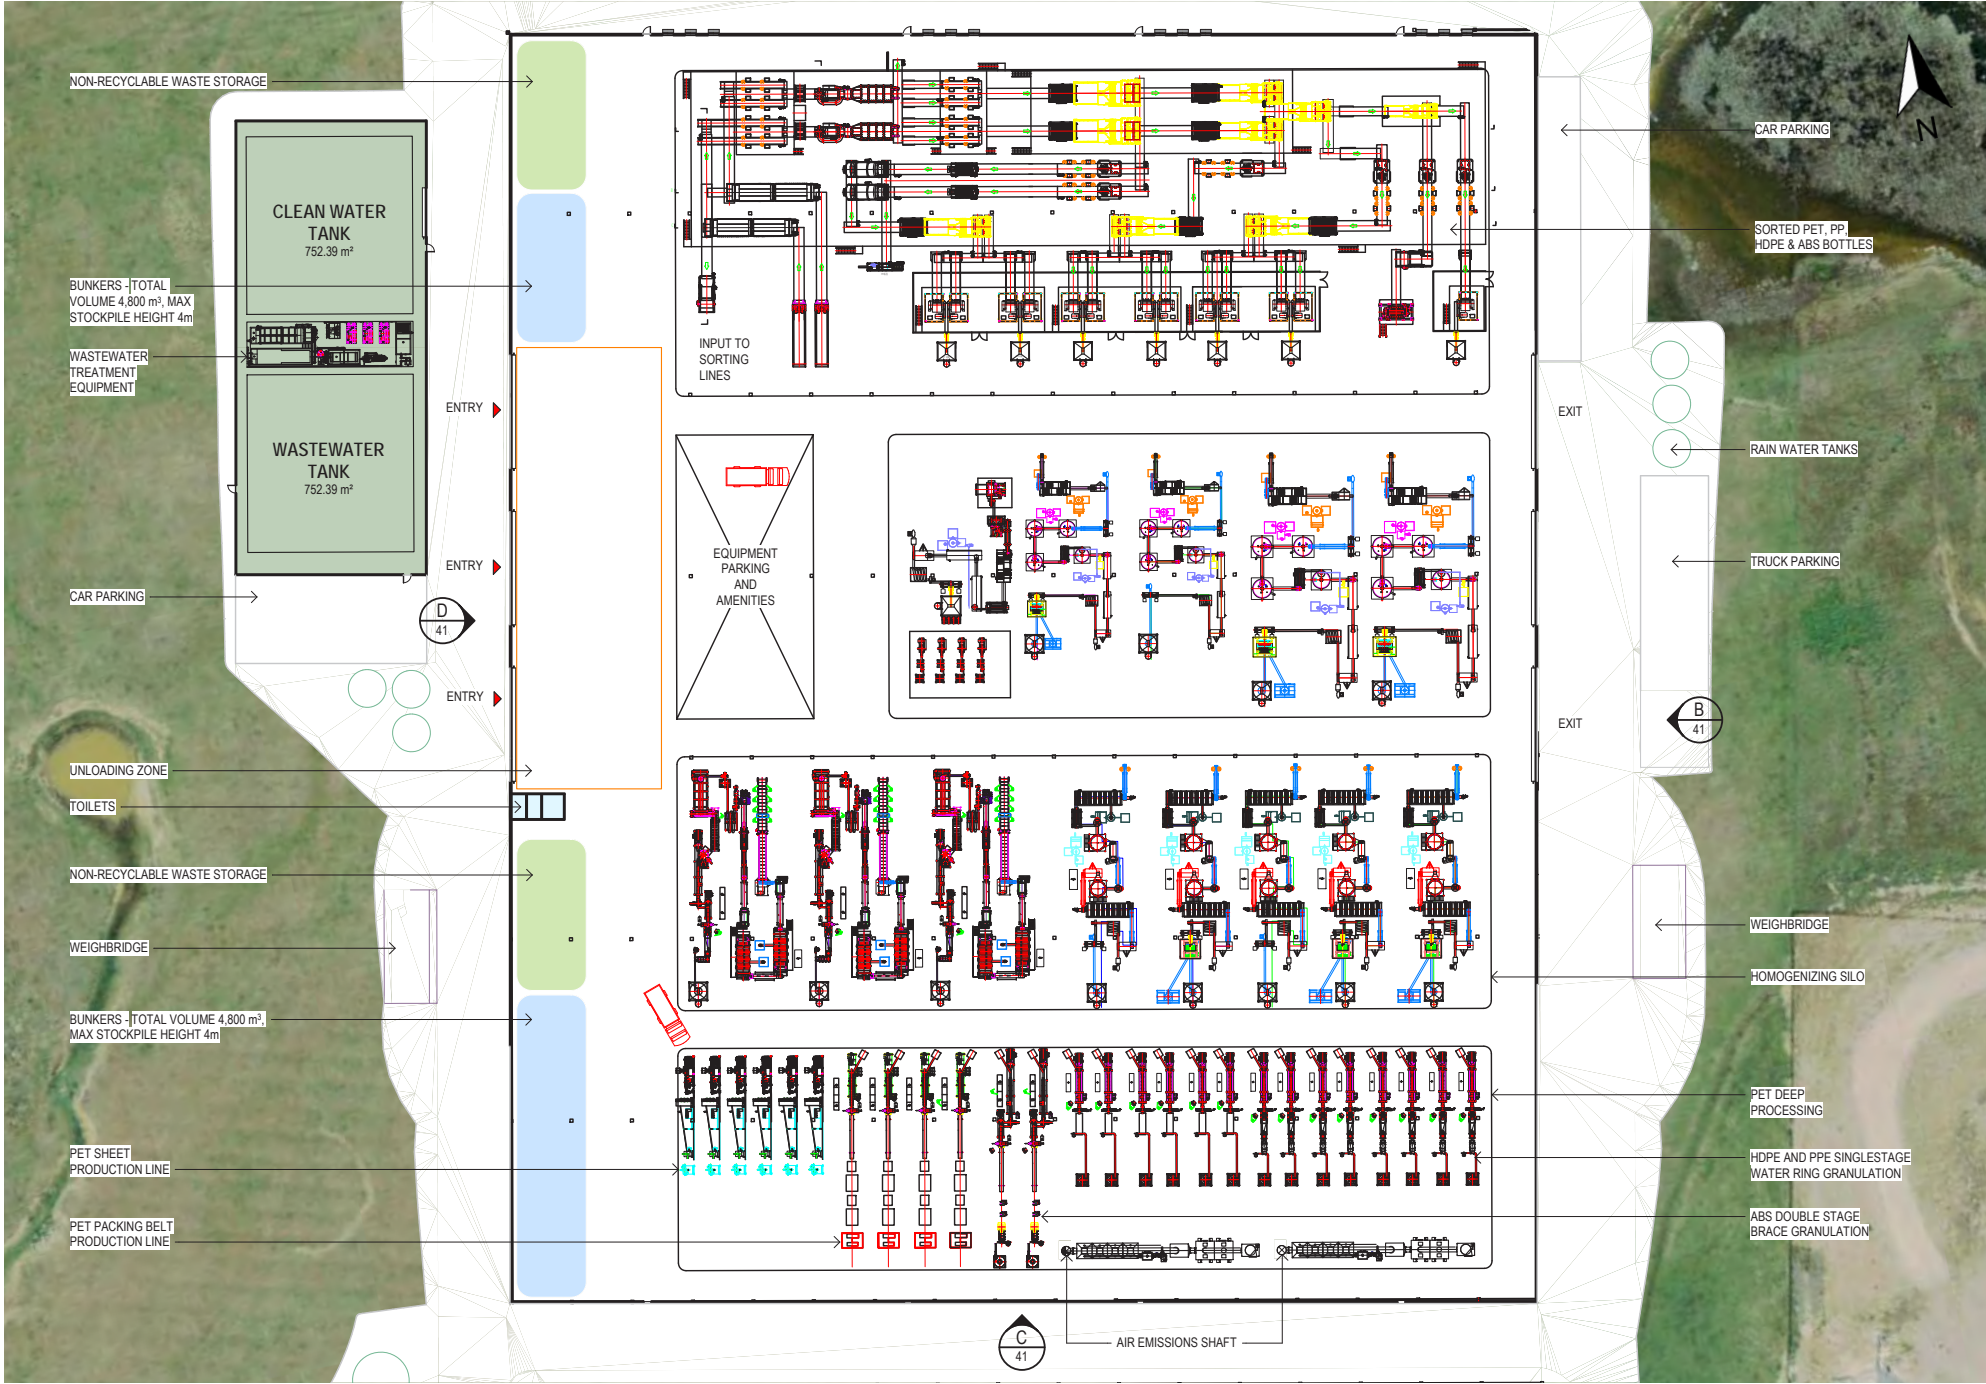 NON-RECYCLABLE WASTE STORAGE
CLEAN WATER
TANK
752.39 m²
BUNKERS - TOTAL
VOLUME 4,800 m³, MAX
STOCKPILE HEIGHT 4m
WASTEWATER
TREATMENT
EQUIPMENT
WASTEWATER
TANK
752.39 m²
CAR PARKING
UNLOADING ZONE
TOILETS
NON-RECYCLABLE WASTE STORAGE
WEIGHBRIDGE
BUNKERS - TOTAL VOLUME 4,800 m³,
MAX STOCKPILE HEIGHT 4m
PET SHEET
PRODUCTION LINE
PET PACKING BELT
PRODUCTION LINE
ENTRY
ENTRY
D
41
ENTRY
INPUT TO
SORTING
LINES
EQUIPMENT
PARKING
AND
AMENITIES
C
41
AIR EMISSIONS SHAFT
N
CAR PARKING
SORTED PET, PP,
HDPE & ABS BOTTLES
EXIT
RAIN WATER TANKS
TRUCK PARKING
B
41
EXIT
WEIGHBRIDGE
HOMOGENIZING SILO
PET DEEP
PROCESSING
HDPE AND PPE SINGLESTAGE
WATER RING GRANULATION
ABS DOUBLE STAGE
BRACE GRANULATION